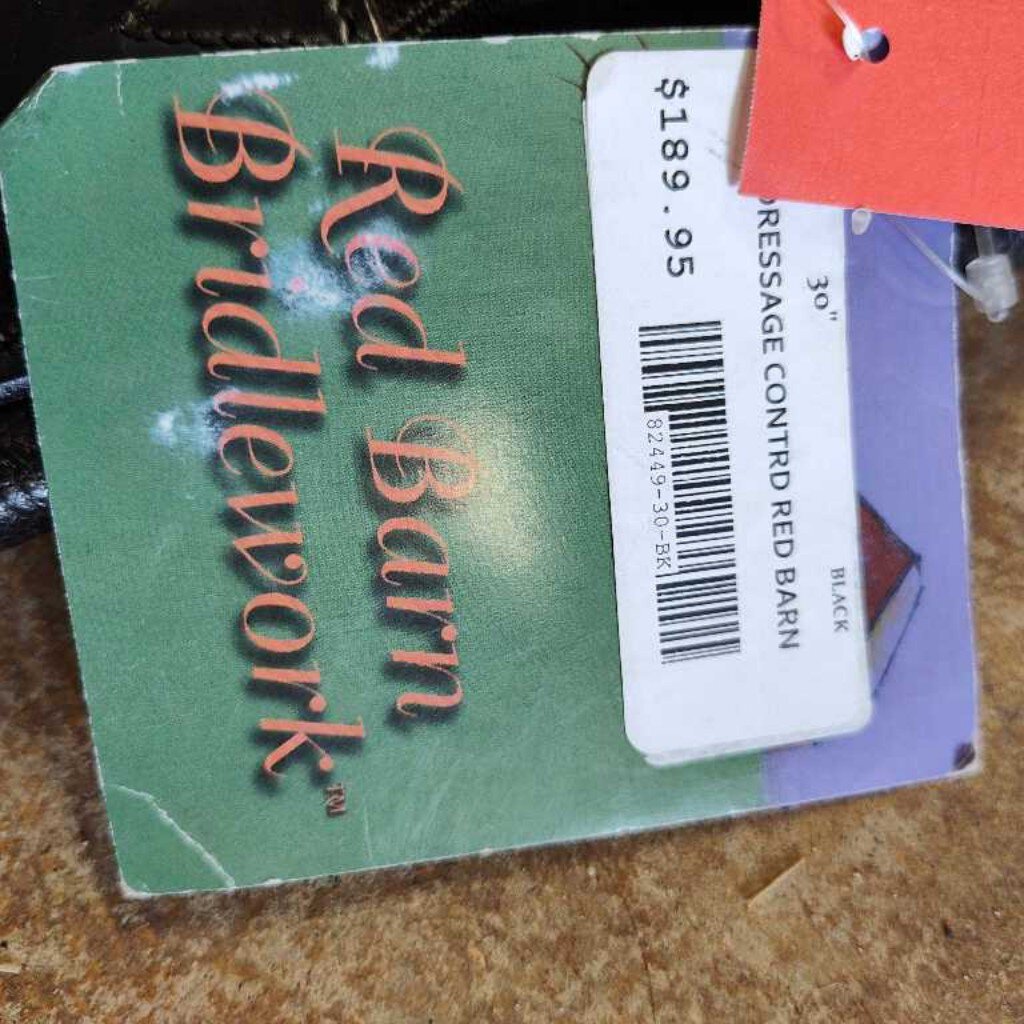 30" BLACK
DRESSAGE CONTRD RED BARN
82449-30-BK
$189.95
Red Barn
Bridlework™